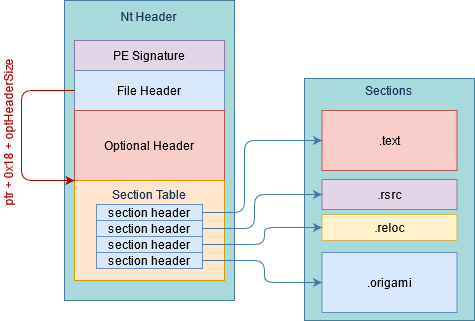 Nt Header
PE Signature
File Header
Optional Header
Section Table
section header
section header
section header
section header
ptr + 0x18 + optHeaderSize
Sections
.text
.rsrc
.reloc
.origami